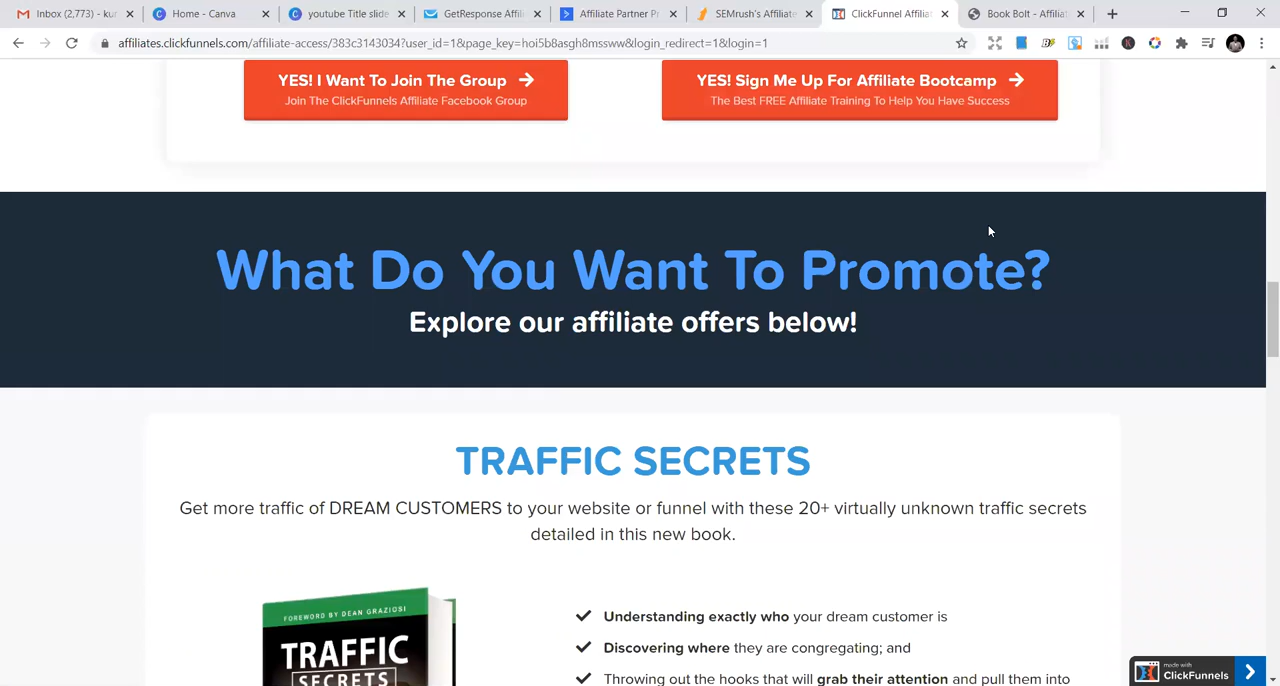 Inbox (2,773) - kur
Home - Canva
youtube Title slide
GetResponse Affili
Affiliate Partner Pr
SEMrush's Affiliate
ClickFunnel Affilia
Book Bolt - Affilia
affiliates.clickfunnels.com/affiliate-access/383c3143034?user_id=1&page_key=hoi5b8asgh8mssww&login_redirect=1&login=1
YES! I Want To Join The Group
Join The ClickFunnels Affiliate Facebook Group
YES! Sign Me Up For Affiliate Bootcamp
The Best FREE Affiliate Training To Help You Have Success
What Do You Want To Promote?
Explore our affiliate offers below!
TRAFFIC SECRETS
Get more traffic of DREAM CUSTOMERS to your website or funnel with these 20+ virtually unknown traffic secrets
detailed in this new book.
FOREWORD BY DEAN GRAZIOSI
TRAFFIC
SECRETS
Understanding exactly who your dream customer is
Discovering where they are congregating; and
Throwing out the hooks that will grab their attention and pull them into
made with
ClickFunnels